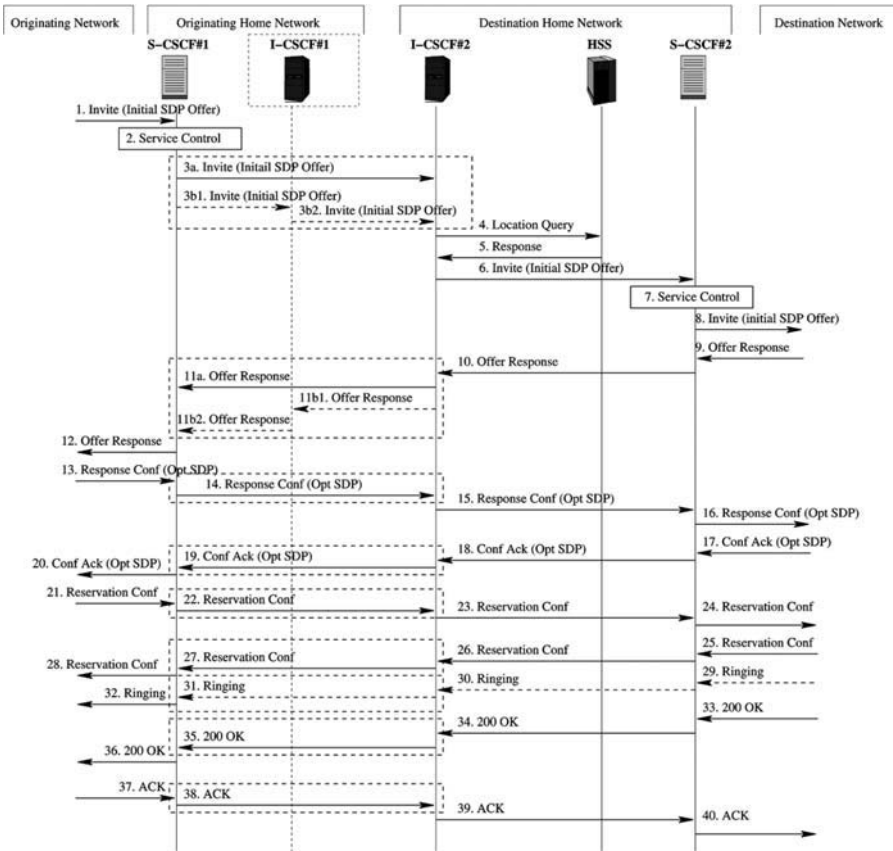 Originating Network
Originating Home Network
Destination Home Network
Destination Network
S-CSCF#1
I-CSCF#1
I-CSCF#2
HSS
S-CSCF#2
1. Invite (Initial SDP Offer)
2. Service Control
3a. Invite (Initail SDP Offer)
3b1. Invite (Initial SDP Offer)
3b2. Invite (Initial SDP Offer)
4. Location Query
5. Response
6. Invite (Initial SDP Offer)
7. Service Control
8. Invite (initial SDP Offer)
9. Offer Response
10. Offer Response
11a. Offer Response
11b1. Offer Response
11b2. Offer Response
12. Offer Response
13. Response Conf (Opt SDP)
14. Response Conf (Opt SDP)
15. Response Conf (Opt SDP)
16. Response Conf (Opt SDP)
17. Conf Ack (Opt SDP)
18. Conf Ack (Opt SDP)
19. Conf Ack (Opt SDP)
20. Conf Ack (Opt SDP)
21. Reservation Conf
22. Reservation Conf
23. Reservation Conf
24. Reservation Conf
25. Reservation Conf
26. Reservation Conf
27. Reservation Conf
28. Reservation Conf
29. Ringing
30. Ringing
31. Ringing
32. Ringing
33. 200 OK
34. 200 OK
35. 200 OK
36. 200 OK
37. ACK
38. ACK
39. ACK
40. ACK